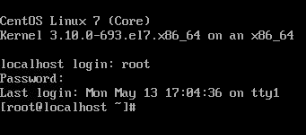 CentOS Linux 7 (Core)
Kernel 3.10.0-693.el7.x86_64 on an x86_64
localhost login: root
Password:
Last login: Mon May 13 17:04:36 on tty1
[root@localhost ~]#